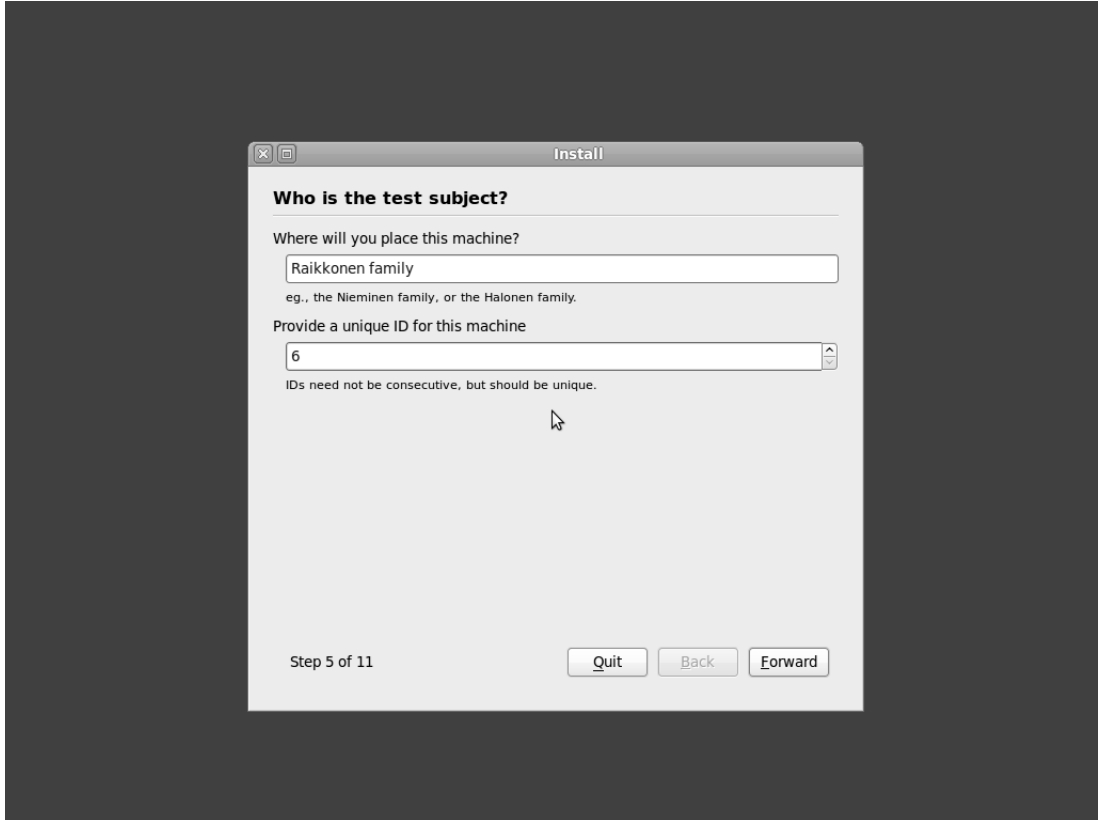 Install
Who is the test subject?
Where will you place this machine?
Raikkonen family
eg., the Nieminen family, or the Halonen family.
Provide a unique ID for this machine
6
IDs need not be consecutive, but should be unique.
Step 5 of 11 Quit Back Forward